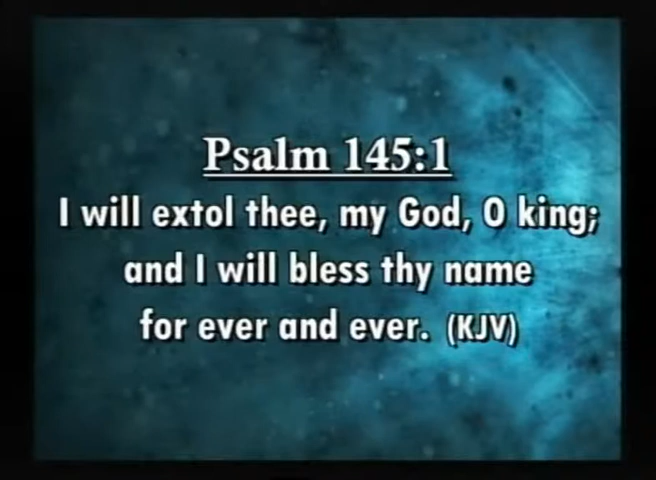 Psalm 145:1
I will extol thee, my God, O king;
and I will bless thy name
for ever and ever. (KJV)